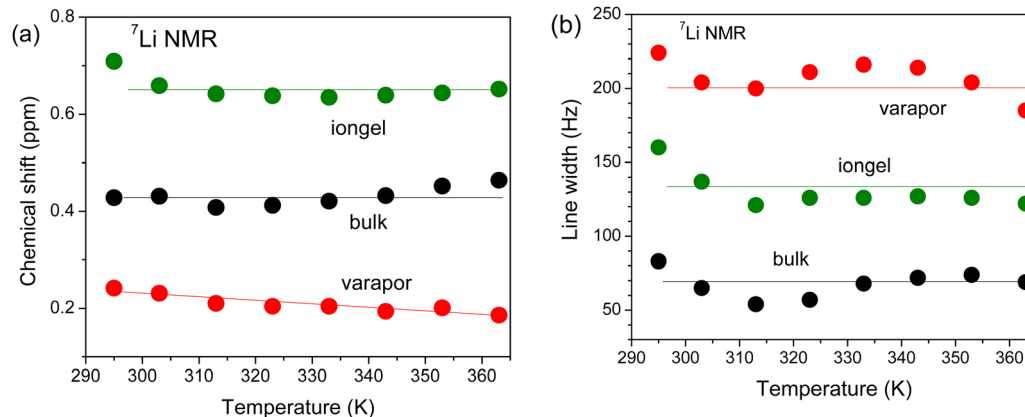 (a)
⁷Li NMR
0.8
0.6
0.4
0.2
Chemical shift (ppm)
iongel
bulk
varapor
290 300 310 320 330 340 350 360
Temperature (K)
(b)
⁷Li NMR
250
200
150
100
50
Line width (Hz)
varapor
iongel
bulk
290 300 310 320 330 340 350 360
Temperature (K)